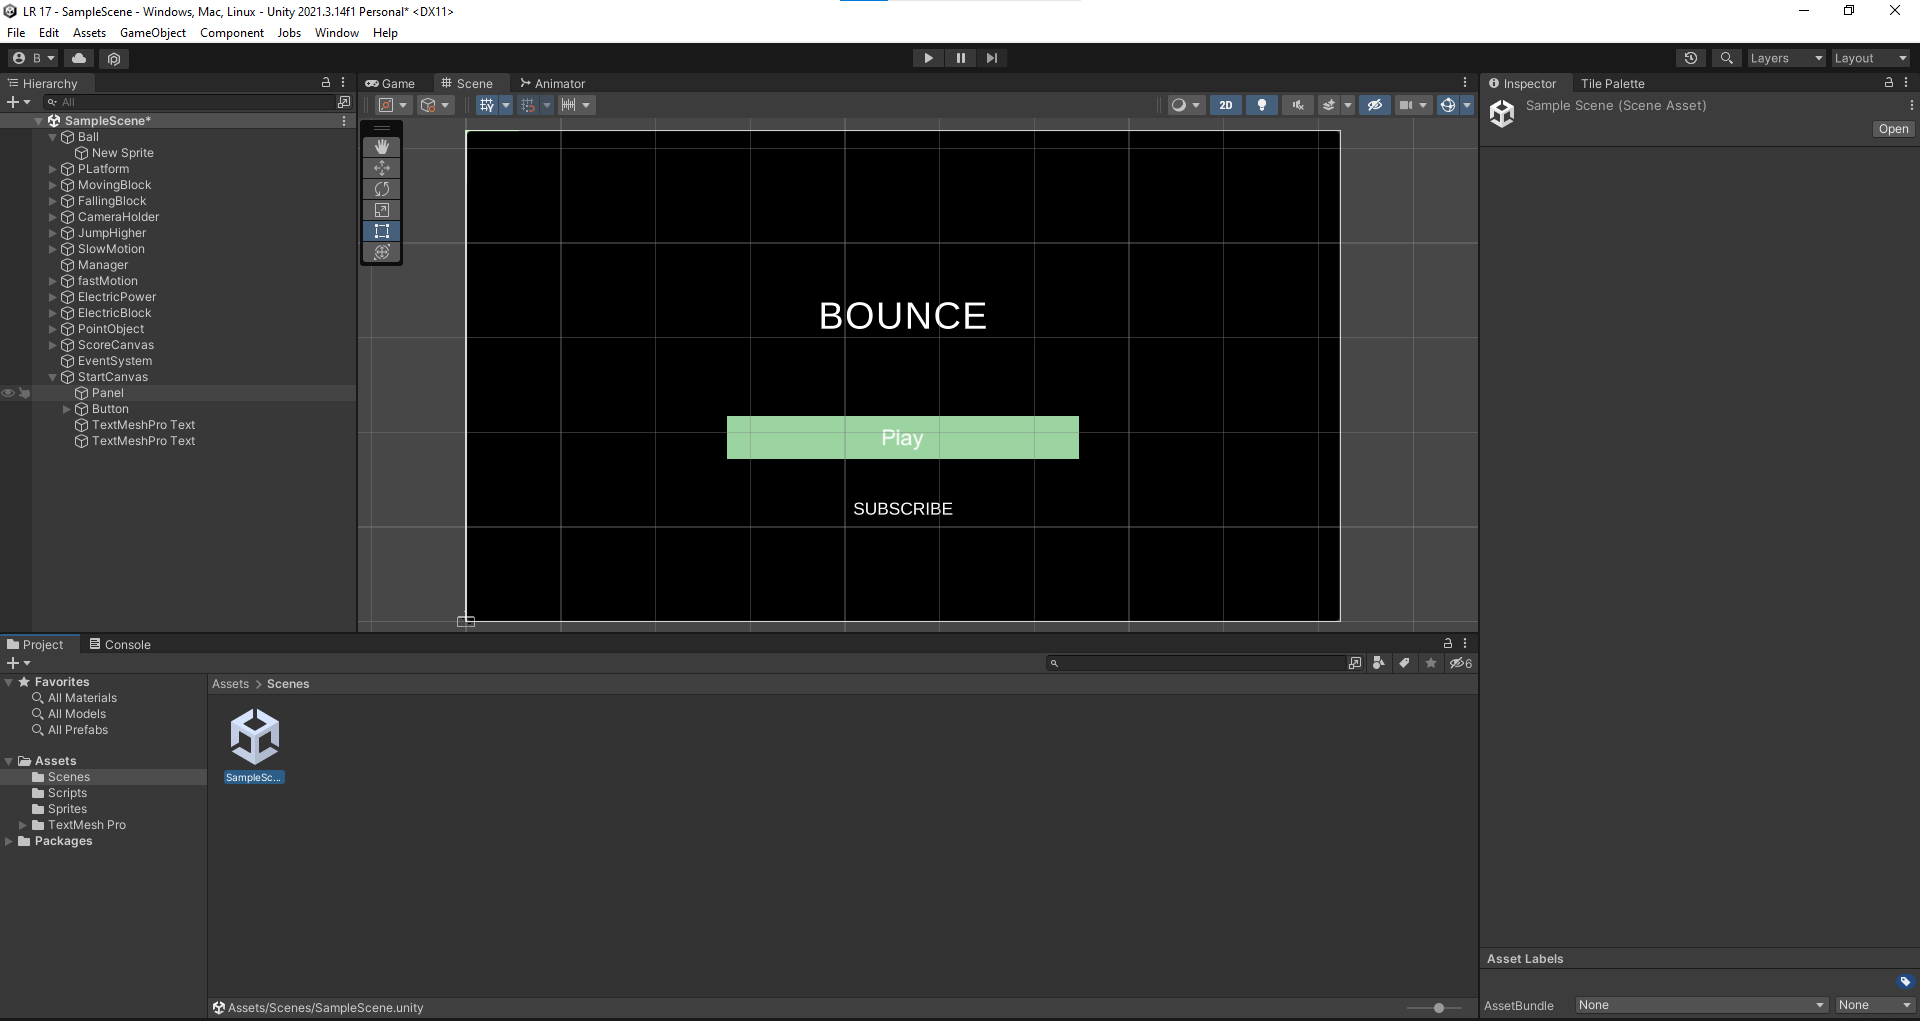 LR 17 - SampleScene - Windows, Mac, Linux - Unity 2021.3.14f1 Personal* <DX11>
File Edit Assets GameObject Component Jobs Window Help
B
Layers
Layout
Hierarchy
Game
Scene
Animator
Inspector
Tile Palette
All
2D
Sample Scene (Scene Asset)
Open
SampleScene*
Ball
New Sprite
PLatform
MovingBlock
FallingBlock
CameraHolder
JumpHigher
SlowMotion
Manager
fastMotion
ElectricPower
ElectricBlock
PointObject
ScoreCanvas
EventSystem
StartCanvas
Panel
Button
TextMeshPro Text
TextMeshPro Text
BOUNCE
Play
SUBSCRIBE
Project
Console
6
Favorites
All Materials
All Models
All Prefabs
Assets
Scenes
Scripts
Sprites
TextMesh Pro
Packages
Assets > Scenes
SampleSc...
Assets/Scenes/SampleScene.unity
Asset Labels
AssetBundle
None
None